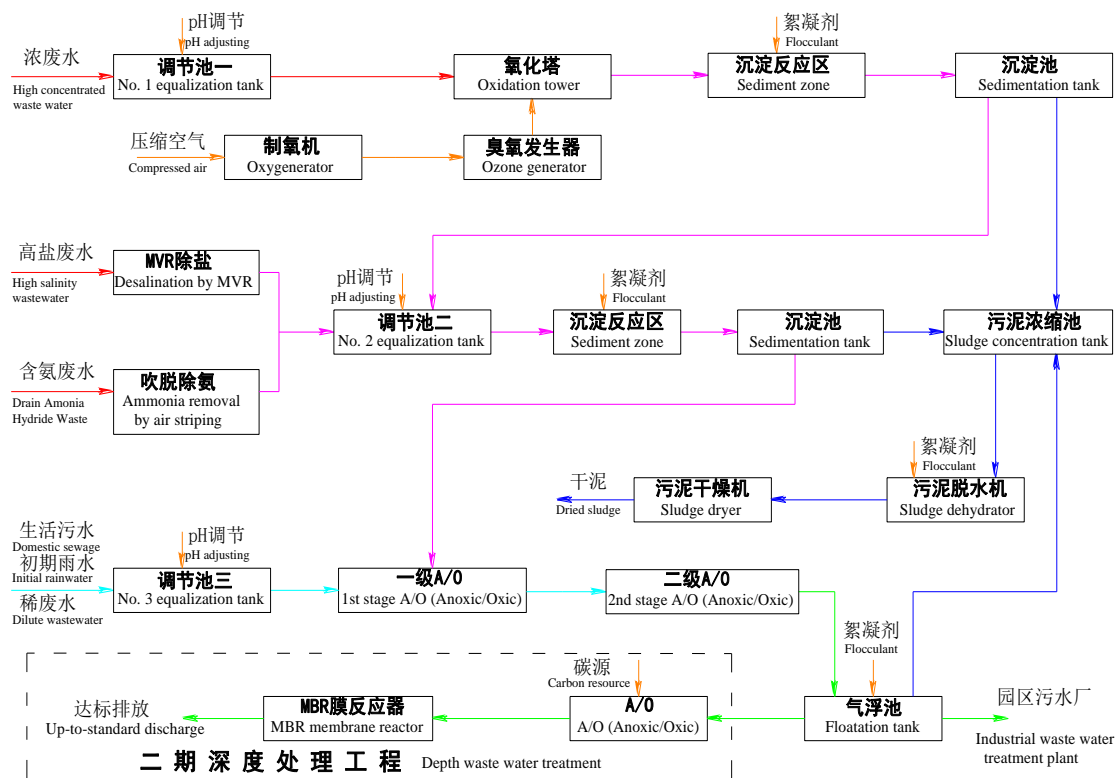 pH调节
pH adjusting
絮凝剂
Flocculant
浓废水
High concentrated
waste water
调节池一
No. 1 equalization tank
氧化塔
Oxidation tower
沉淀反应区
Sediment zone
沉淀池
Sedimentation tank
压缩空气
Compressed air
制氧机
Oxygenerator
臭氧发生器
Ozone generator
高盐废水
High salinity
wastewater
MVR除盐
Desalination by MVR
pH调节
pH adjusting
絮凝剂
Flocculant
调节池二
No. 2 equalization tank
沉淀反应区
Sediment zone
沉淀池
Sedimentation tank
污泥浓缩池
Sludge concentration tank
含氨废水
Drain Amonia
Hydride Waste
吹脱除氨
Ammonia removal
by air striping
絮凝剂
Flocculant
干泥
Dried sludge
污泥干燥机
Sludge dryer
污泥脱水机
Sludge dehydrator
生活污水
Domestic sewage
初期雨水
Initial rainwater
稀废水
Dilute wastewater
pH调节
pH adjusting
调节池三
No. 3 equalization tank
一级A/O
1st stage A/O (Anoxic/Oxic)
二级A/O
2nd stage A/O (Anoxic/Oxic)
絮凝剂
Flocculant
碳源
Carbon resource
达标排放
Up-to-standard discharge
MBR膜反应器
MBR membrane reactor
A/O
A/O (Anoxic/Oxic)
气浮池
Floatation tank
园区污水厂
Industrial waste water
treatment plant
二期深度处理工程 Depth waste water treatment